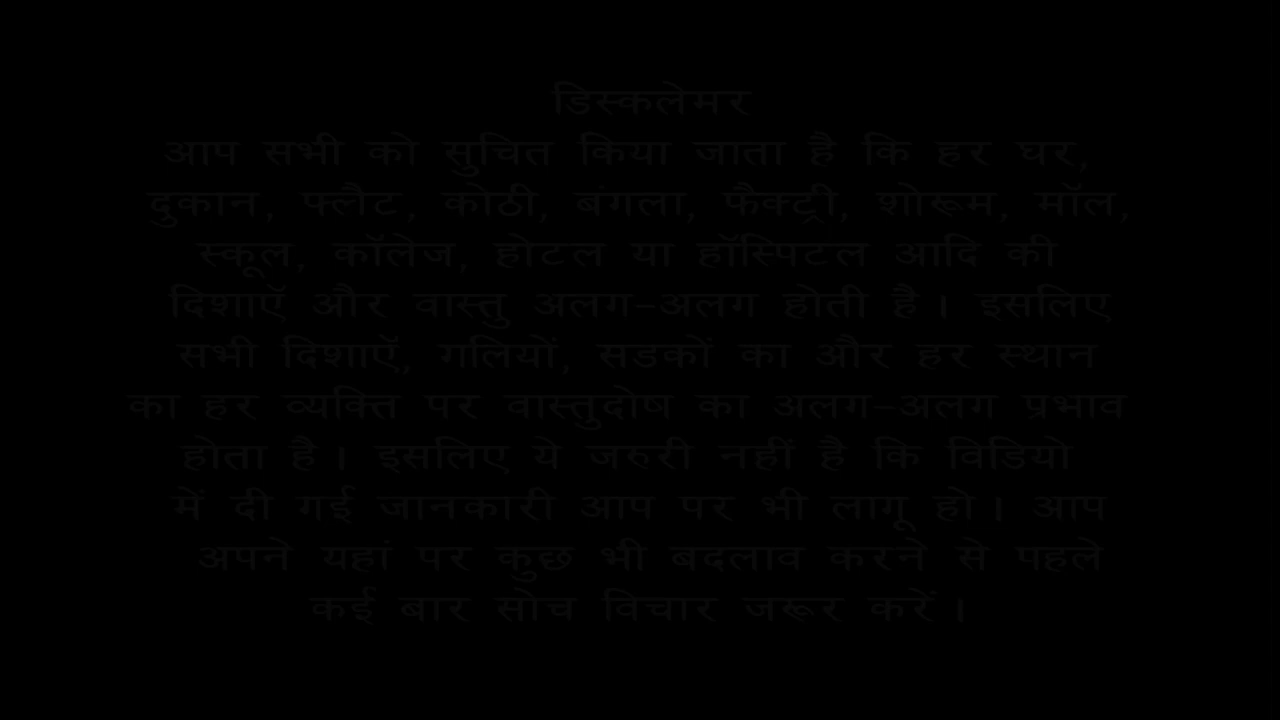 डिस्कलेमर
आप सभी को सुचित किया जाता है कि हर घर,
दुकान, फ्लैट, कोठी, बंगला, फैक्ट्री, शोरूम, मॉल,
स्कूल, कॉलेज, होटल या हॉस्पिटल आदि की
दिशाएॅ और वास्तु अलग-अलग होती है। इसलिए
सभी दिशाएॅ, गलियों, सडकों का और हर स्थान
का हर व्यक्ति पर वास्तुदोष का अलग-अलग प्रभाव
होता है। इसलिए ये जरुरी नहीं है कि विडियो
में दी गई जानकारी आप पर भी लागू हो। आप
अपने यहां पर कुछ भी बदलाव करने से पहले
कई बार सोच विचार जरूर करें।